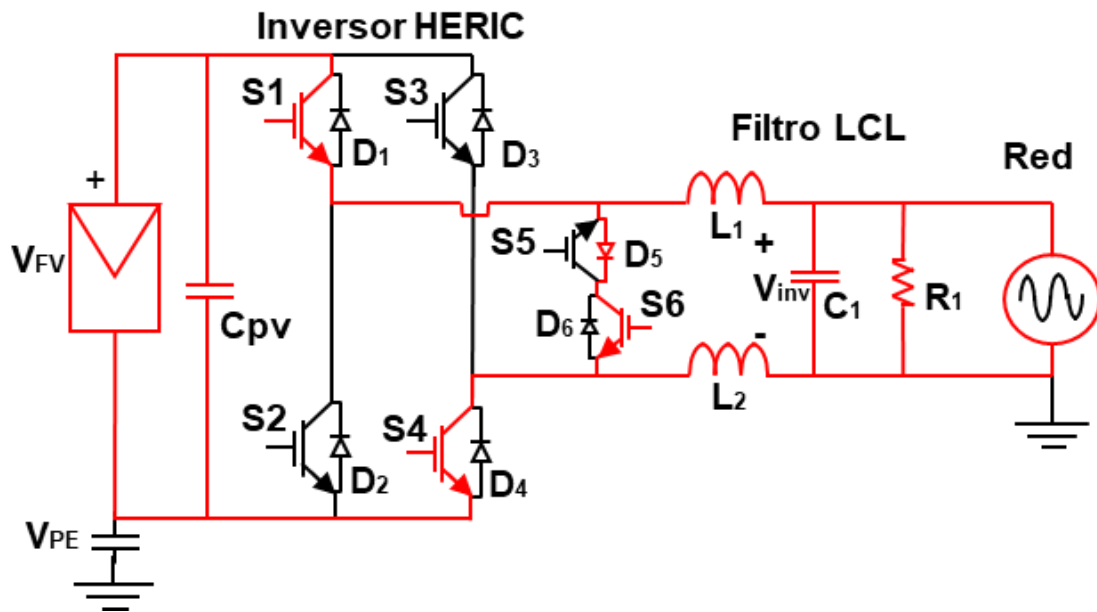 Inversor HERIC
S1
S3
D1
D3
Filtro LCL
Red
+
VFV
Cpv
S5
D5
L1
+
Vinv
C1
R1
D6
S6
-
L2
S2
S4
D2
D4
VPE